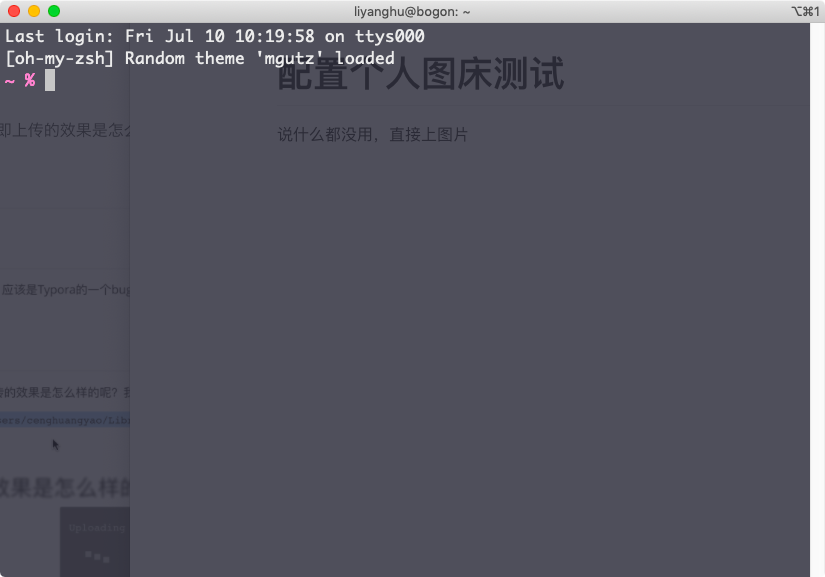 liyanghu@bogon: ~
⌥⌘1
Last login: Fri Jul 10 10:19:58 on ttys000
[oh-my-zsh] Random theme 'mgutz' loaded
~ %
配置个人图床测试
即上传的效果是怎么
说什么都没用，直接上图片
应该是Typora的一个bug
的效果是怎么样的呢？
sers/cenghuangyao/Lib
效果是怎么样的
Uploading